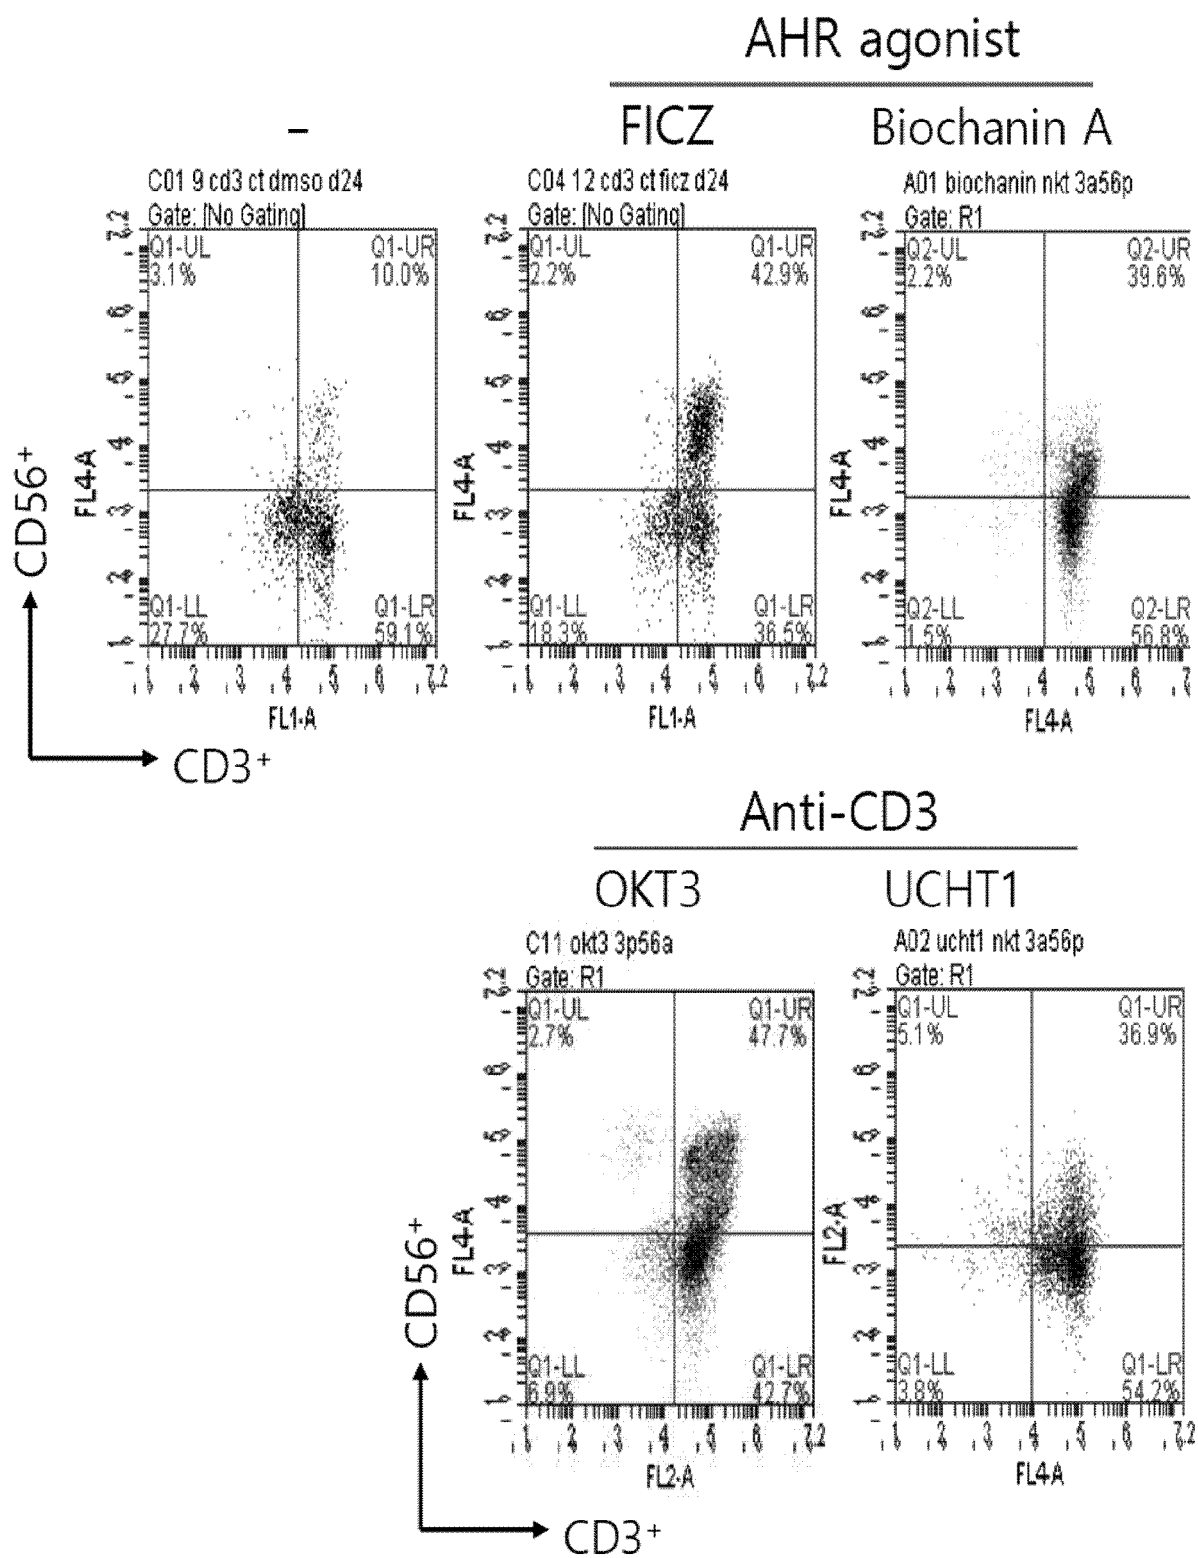 AHR agonist
–
FICZ
Biochanin A
C01 9 cd3 ct dmso d24
Gate: [No Gating]
Q1-UL
3.1%
Q1-UR
10.0%
Q1-LL
27.7%
Q1-LR
59.1%
FL4-A
FL1-A
C04 12 cd3 ct ficz d24
Gate: [No Gating]
Q1-UL
2.2%
Q1-UR
42.9%
Q1-LL
18.3%
Q1-LR
36.5%
FL4-A
FL1-A
A01 biochanin nkt 3a56p
Gate: R1
Q2-UL
2.2%
Q2-UR
39.6%
Q2-LL
1.5%
Q2-LR
56.8%
FL4-A
FL4-A
CD56+
CD3+
Anti-CD3
OKT3
UCHT1
C11 okt3 3p56a
Gate: R1
Q1-UL
2.7%
Q1-UR
47.7%
Q1-LL
6.9%
Q1-LR
42.7%
FL4-A
FL2-A
A02 ucht1 nkt 3a56p
Gate: R1
Q1-UL
5.1%
Q1-UR
36.9%
Q1-LL
3.8%
Q1-LR
54.2%
FL2-A
FL4-A
CD56+
CD3+